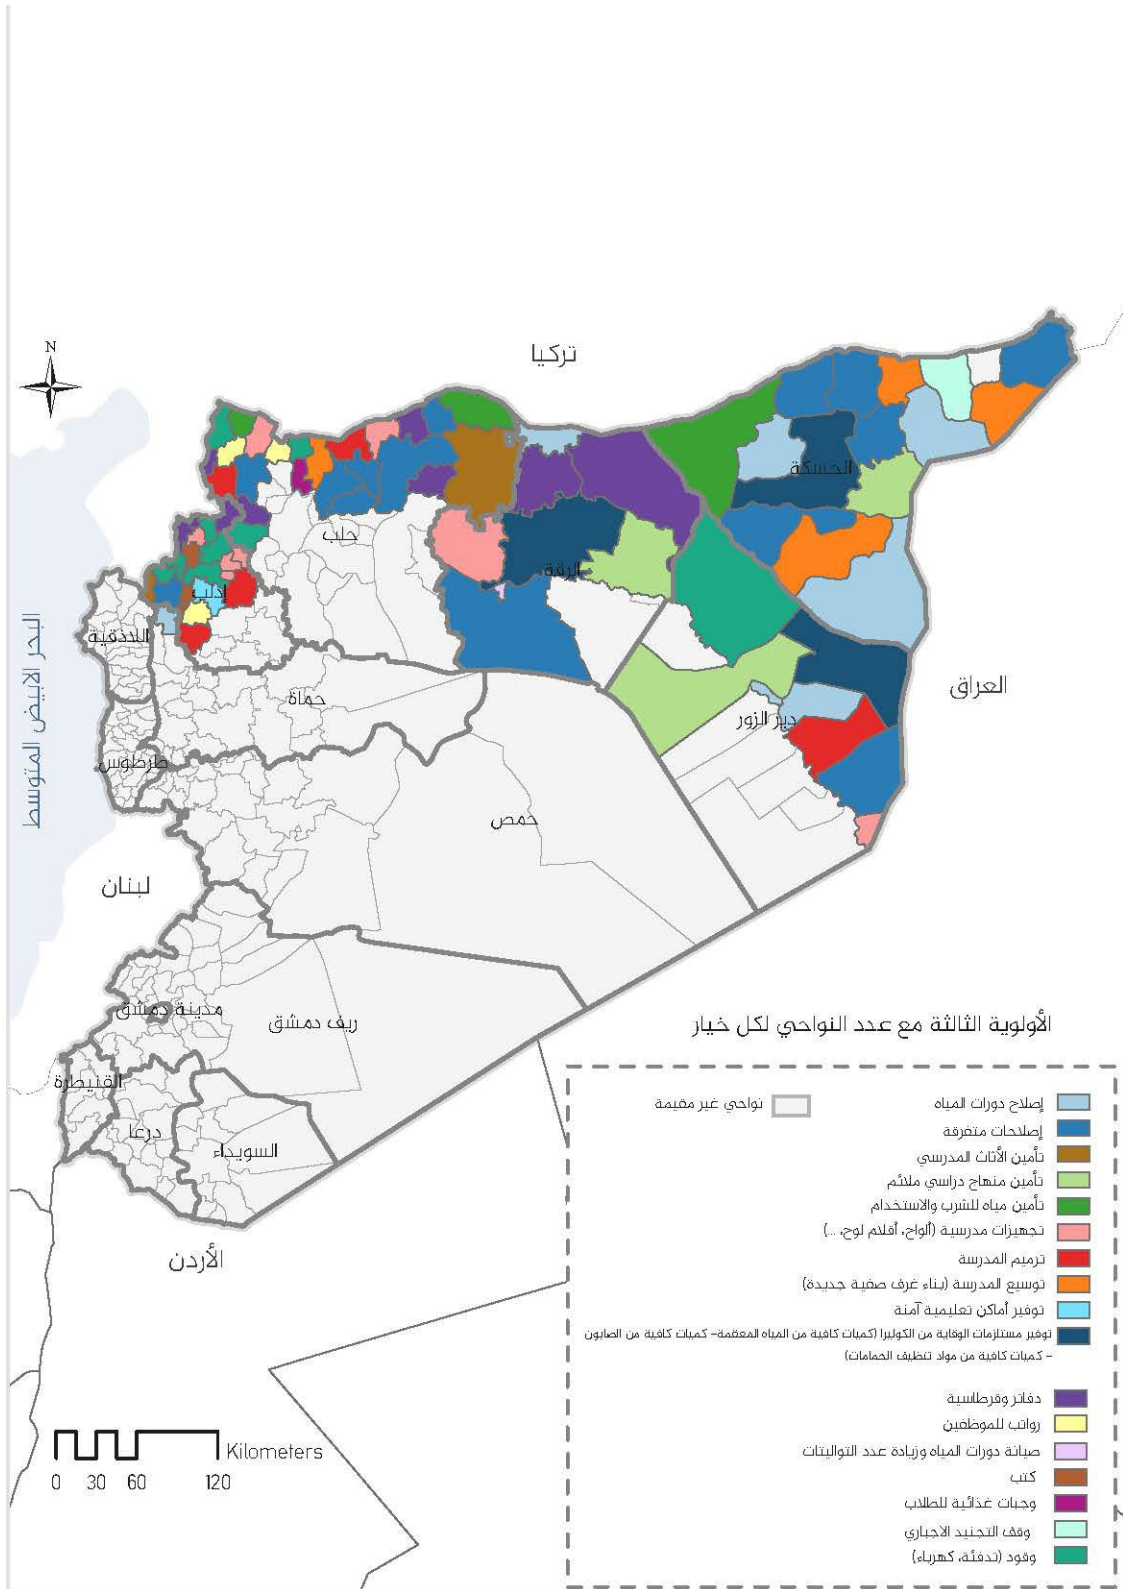 N
تركيا
الحسكة
حلب
الرقة
إدلب
اللاذقية
البحر الابيض المتوسط
العراق
حماة
دير الزور
طرطوس
حمص
لبنان
مدينة دمشق
ريف دمشق
القنيطرة
درعا
السويداء
الأردن
الأولوية الثالثة مع عدد النواحي لكل خيار
نواحي غير مقيمة
إصلاح دورات المياه
إصلاحات متفرقة
تأمين الأثاث المدرسي
تأمين منهاج دراسي ملائم
تأمين مياه للشرب والاستخدام
تجهيزات مدرسية (ألواح، أقلام لوح، ...)
ترميم المدرسة
توسيع المدرسة (بناء غرف صفية جديدة)
توفير أماكن تعليمية آمنة
توفير مستلزمات الوقاية من الكوليرا (كميات كافية من المياه المعقمة– كميات كافية من الصابون
– كميات كافية من مواد تنظيف الحمامات)
دفاتر وقرطاسية
رواتب للموظفين
صيانة دورات المياه وزيادة عدد التواليتات
كتب
وجبات غذائية للطلاب
وقف التجنيد الاجباري
وقود (تدفئة، كهرباء)
Kilometers
0 30 60 120